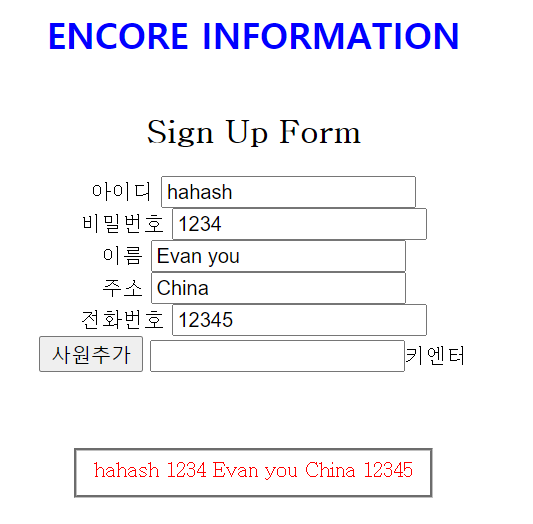 ENCORE INFORMATION
Sign Up Form
아이디 hahash
비밀번호 1234
이름 Evan you
주소 China
전화번호 12345
사원추가 키엔터
hahash 1234 Evan you China 12345